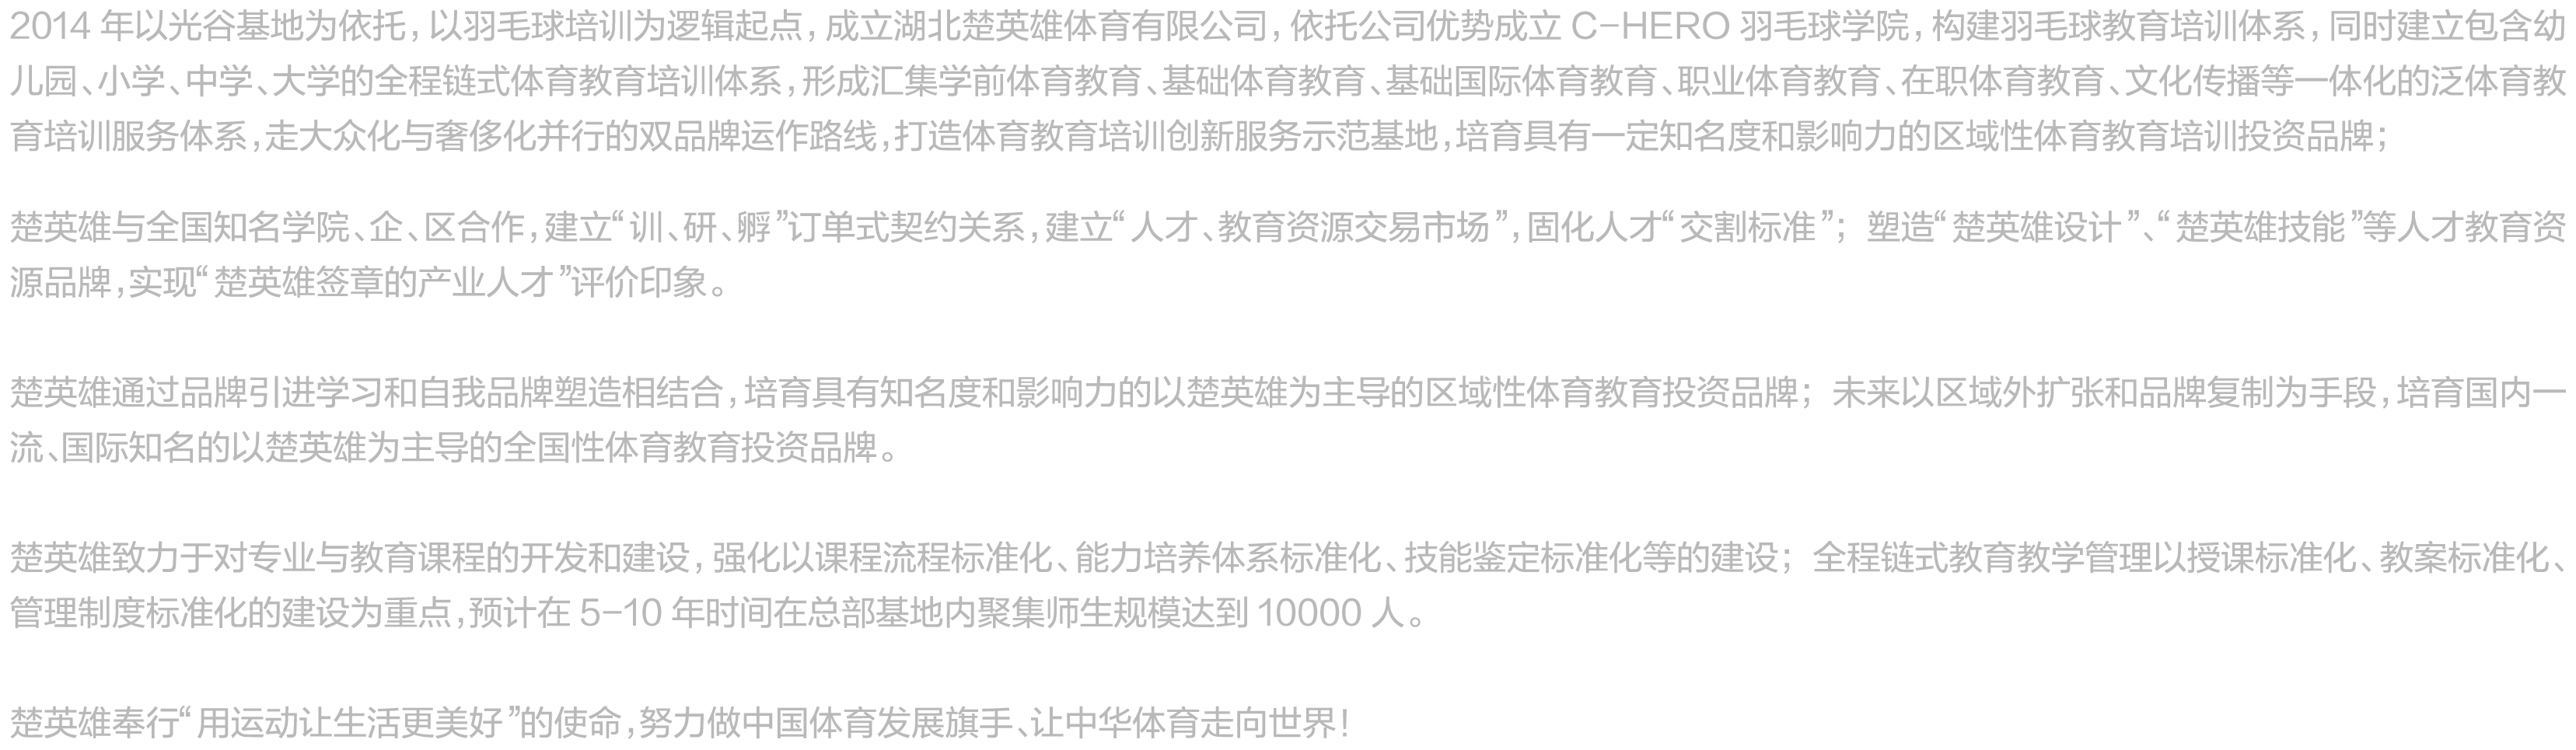 2014 年以光谷基地为依托，以羽毛球培训为逻辑起点，成立湖北楚英雄体育有限公司，依托公司优势成立 C-HERO 羽毛球学院，构建羽毛球教育培训体系，同时建立包含幼
儿园、小学、中学、大学的全程链式体育教育培训体系，形成汇集学前体育教育、基础体育教育、基础国际体育教育、职业体育教育、在职体育教育、文化传播等一体化的泛体育教
育培训服务体系，走大众化与奢侈化并行的双品牌运作路线，打造体育教育培训创新服务示范基地，培育具有一定知名度和影响力的区域性体育教育培训投资品牌；
楚英雄与全国知名学院、企、区合作，建立“训、研、孵”订单式契约关系，建立“人才、教育资源交易市场”，固化人才“交割标准”；塑造“楚英雄设计”、“楚英雄技能”等人才教育资
源品牌，实现“楚英雄签章的产业人才”评价印象。
楚英雄通过品牌引进学习和自我品牌塑造相结合，培育具有知名度和影响力的以楚英雄为主导的区域性体育教育投资品牌；未来以区域外扩张和品牌复制为手段，培育国内一
流、国际知名的以楚英雄为主导的全国性体育教育投资品牌。
楚英雄致力于对专业与教育课程的开发和建设，强化以课程流程标准化、能力培养体系标准化、技能鉴定标准化等的建设；全程链式教育教学管理以授课标准化、教案标准化、
管理制度标准化的建设为重点，预计在 5-10 年时间在总部基地内聚集师生规模达到 10000 人。
楚英雄奉行“用运动让生活更美好”的使命，努力做中国体育发展旗手、让中华体育走向世界！